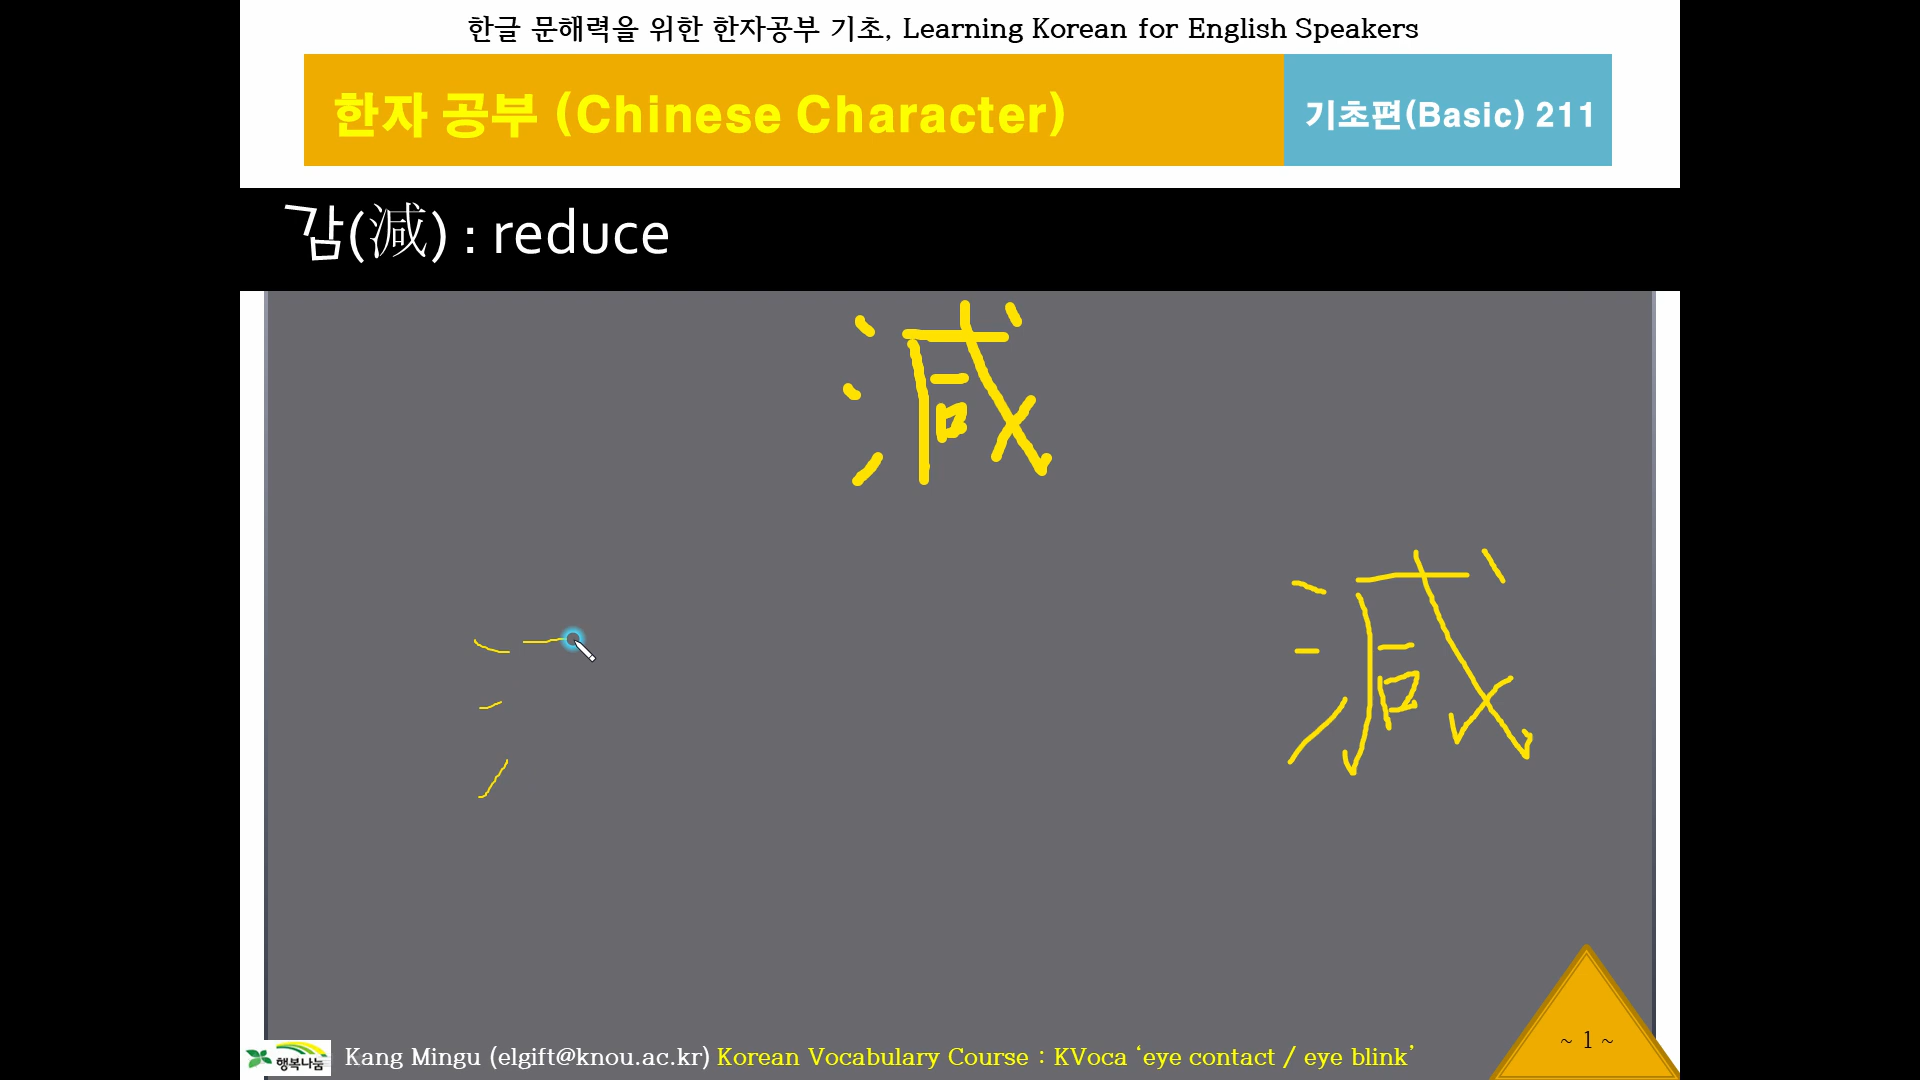 한글 문해력을 위한 한자공부 기초, Learning Korean for English Speakers
한자 공부 (Chinese Character)
기초편(Basic) 211
감(減) : reduce
減
減
~ 1 ~
행복나눔
Kang Mingu (elgift@knou.ac.kr) Korean Vocabulary Course : KVoca ‘eye contact / eye blink’